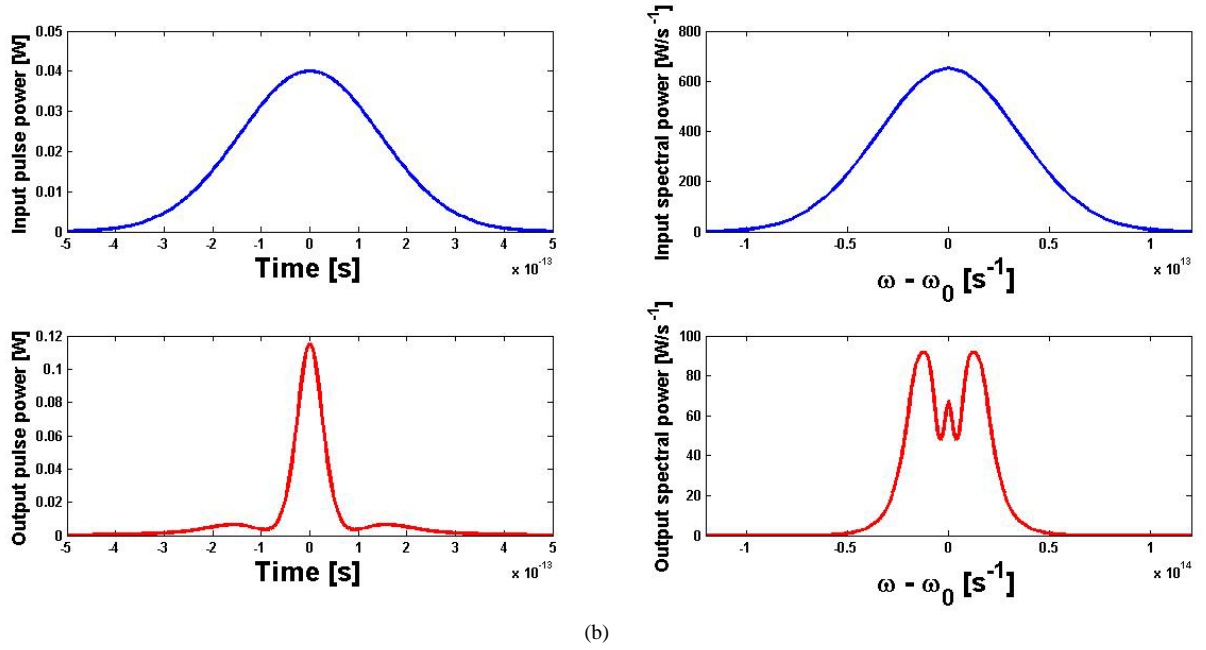 Input pulse power [W]
0.05
0.04
0.03
0.02
0.01
0
-5 -4 -3 -2 -1 0 1 2 3 4 5
Time [s]
x 10^-13
Input spectral power [W/s^-1]
800
600
400
200
0
-1 -0.5 0 0.5 1
ω - ω_0 [s^-1]
x 10^13
Output pulse power [W]
0.12
0.1
0.08
0.06
0.04
0.02
0
-5 -4 -3 -2 -1 0 1 2 3 4 5
Time [s]
x 10^-13
Output spectral power [W/s^-1]
100
80
60
40
20
0
-1 -0.5 0 0.5 1
ω - ω_0 [s^-1]
x 10^14
(b)